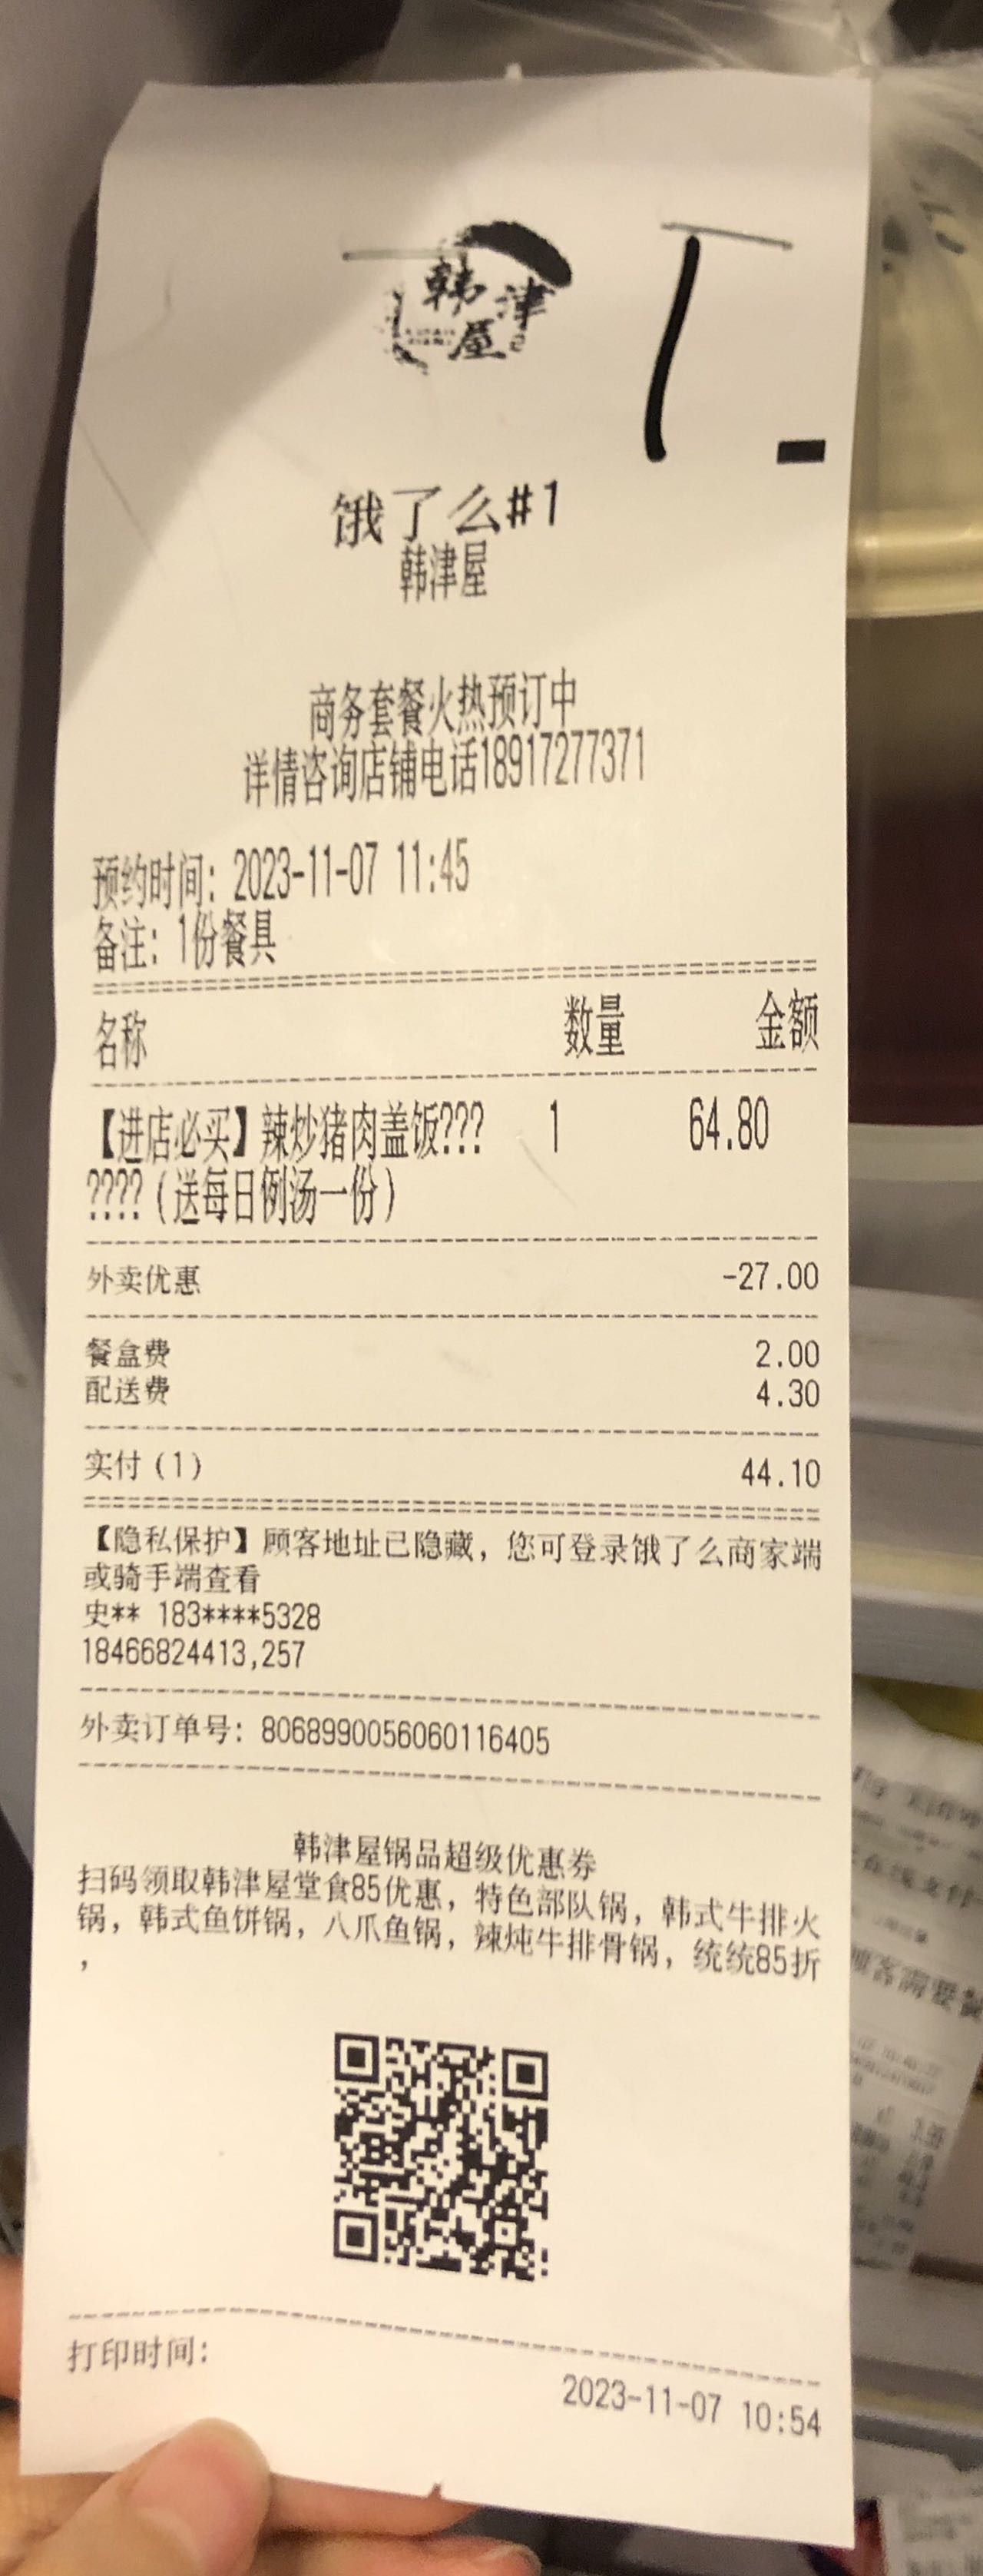 韩津
屋
1
饿了么#1
韩津屋
商务套餐火热预订中
详情咨询店铺电话18917277371
预约时间: 2023-11-07 11:45
备注: 1份餐具
名称 数量 金额
【进店必买】辣炒猪肉盖饭??? 1 64.80
????(送每日例汤一份)
外卖优惠 -27.00
餐盒费 2.00
配送费 4.30
实付(1) 44.10
【隐私保护】顾客地址已隐藏, 您可登录饿了么商家端
或骑手端查看
史** 183****5328
18466824413,257
外卖订单号: 8068990056060116405
韩津屋锅品超级优惠券
扫码领取韩津屋堂食85优惠, 特色部队锅, 韩式牛排火
锅, 韩式鱼饼锅, 八爪鱼锅, 辣炖牛排骨锅, 统统85折
,
打印时间:
2023-11-07 10:54
顾客需要餐